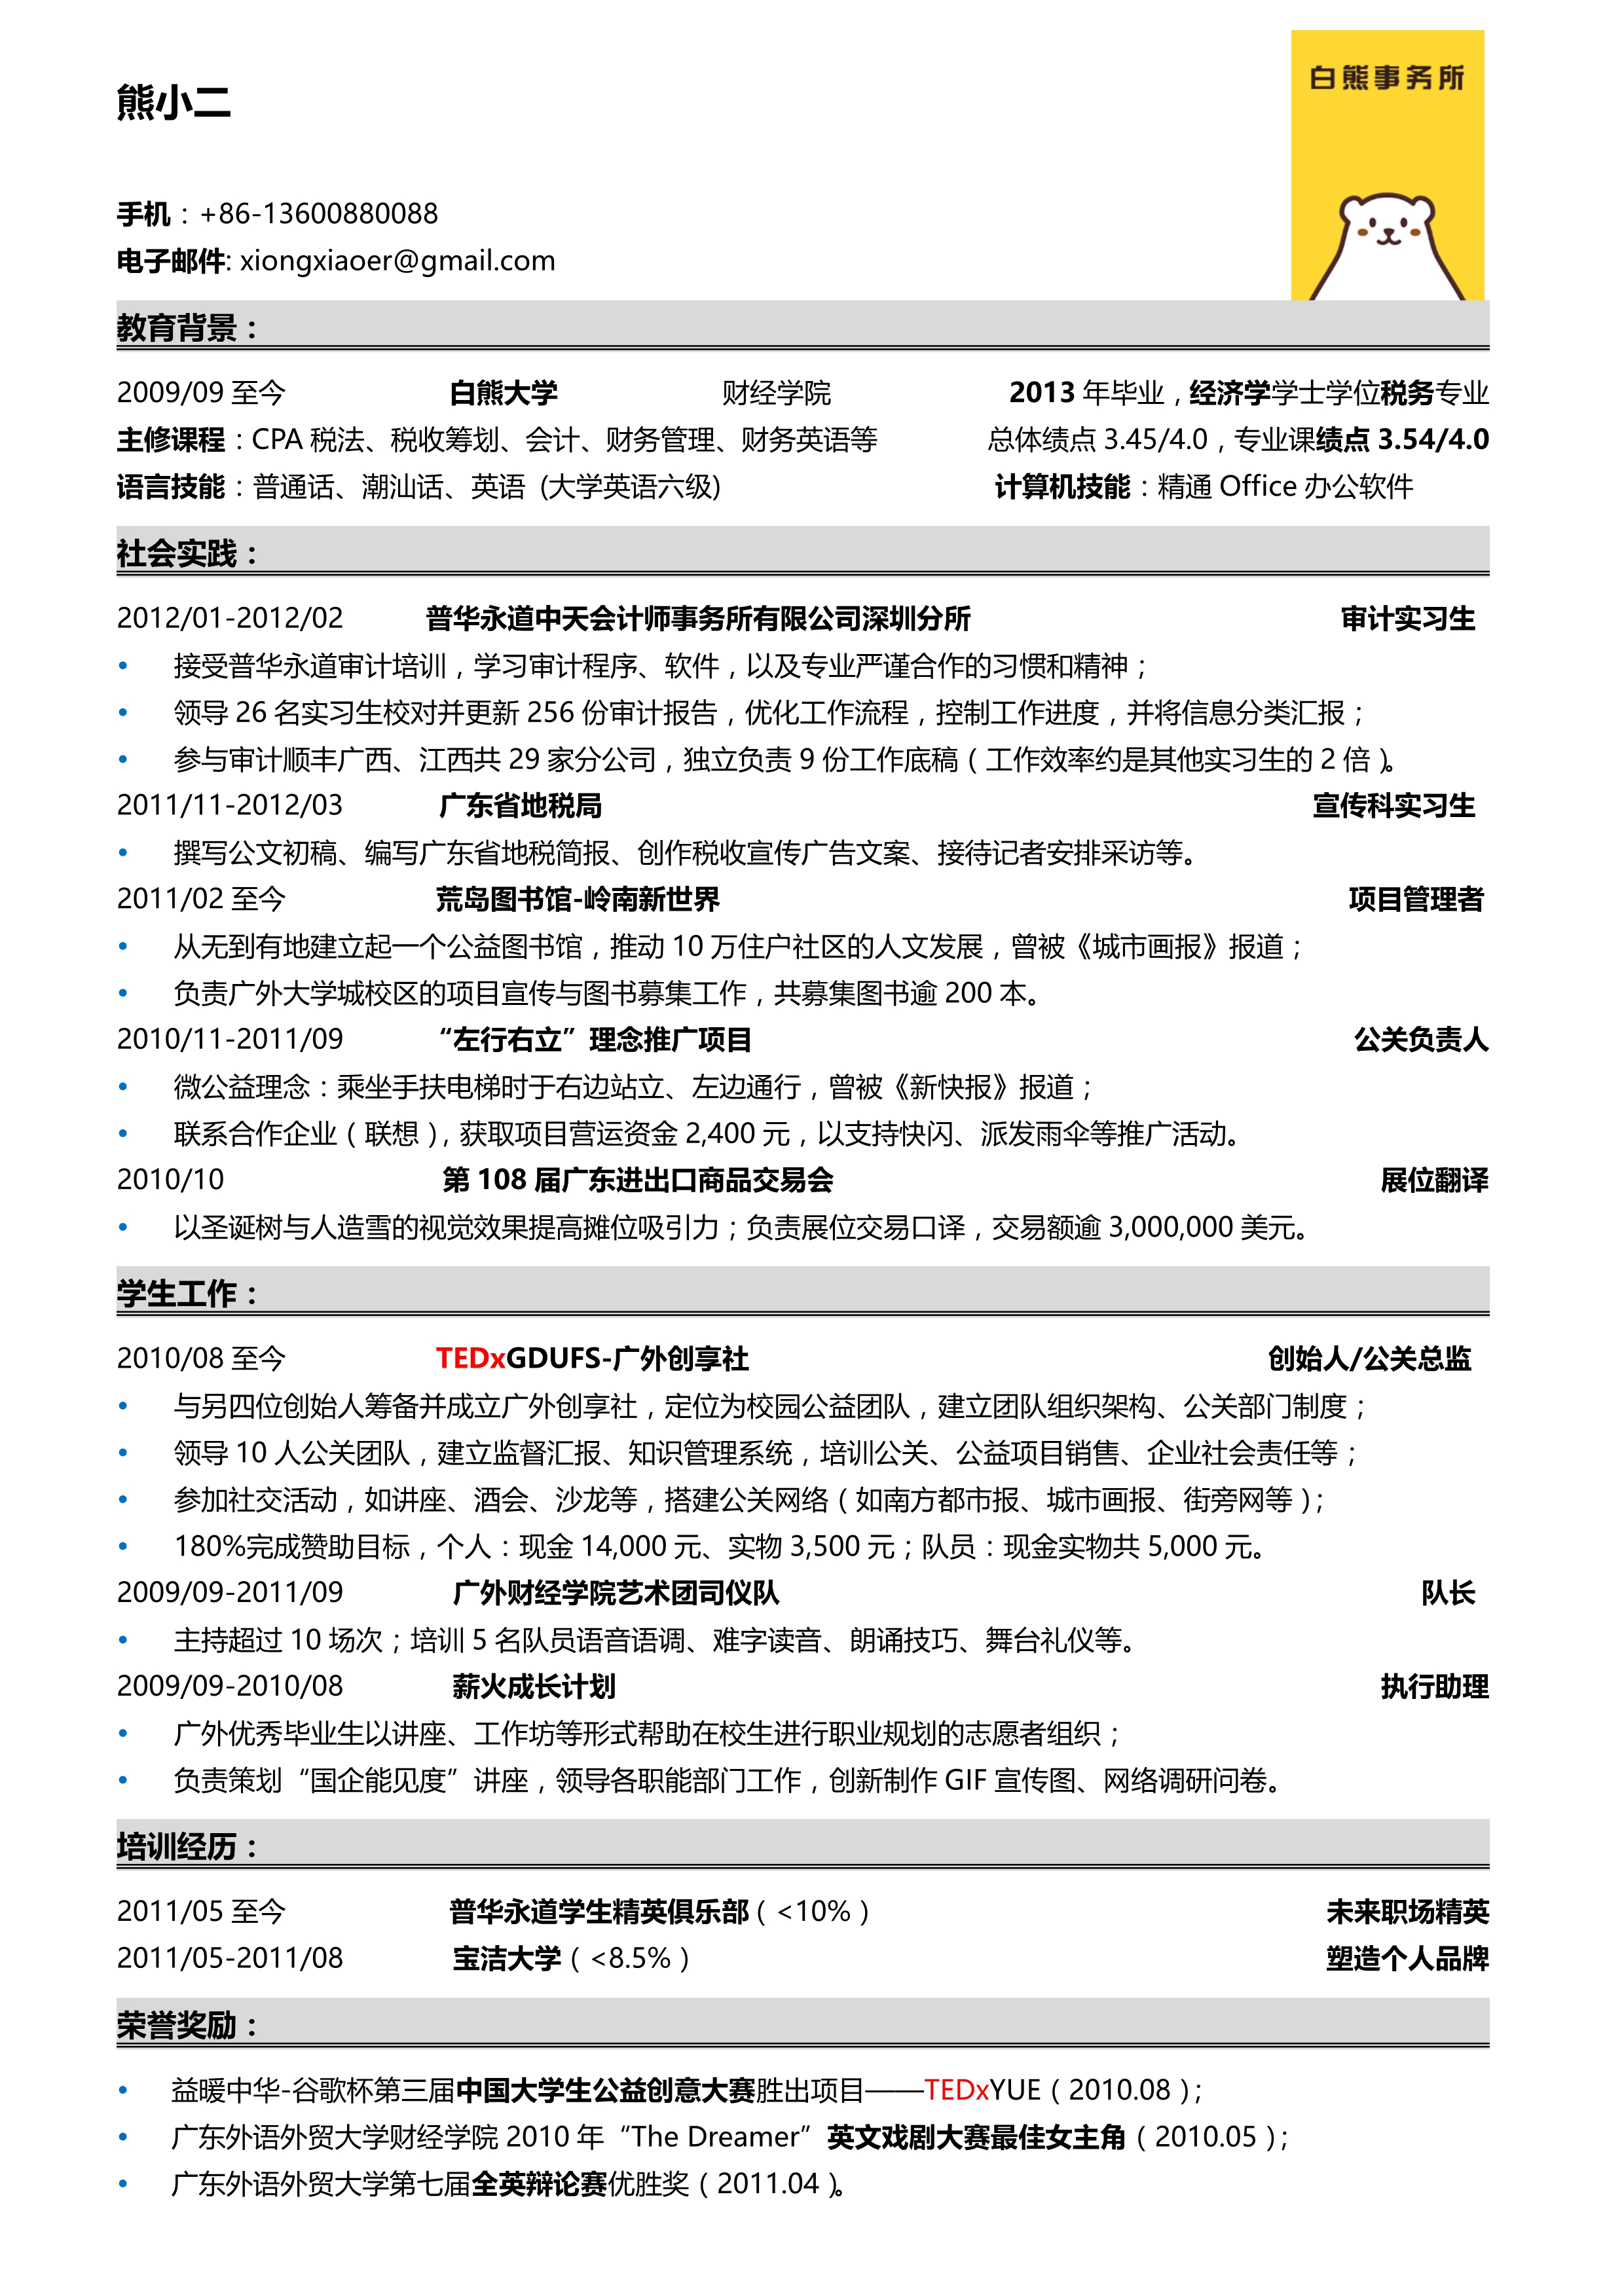 白熊事务所
熊小二
手机：+86-13600880088
电子邮件: xiongxiaoer@gmail.com
教育背景：
2009/09 至今 白熊大学 财经学院 2013 年毕业，经济学学士学位税务专业
主修课程：CPA 税法、税收筹划、会计、财务管理、财务英语等 总体绩点 3.45/4.0，专业课绩点 3.54/4.0
语言技能：普通话、潮汕话、英语 (大学英语六级) 计算机技能：精通 Office 办公软件
社会实践：
2012/01-2012/02 普华永道中天会计师事务所有限公司深圳分所 审计实习生
• 接受普华永道审计培训，学习审计程序、软件，以及专业严谨合作的习惯和精神；
• 领导 26 名实习生校对并更新 256 份审计报告，优化工作流程，控制工作进度，并将信息分类汇报；
• 参与审计顺丰广西、江西共 29 家分公司，独立负责 9 份工作底稿（工作效率约是其他实习生的 2 倍）。
2011/11-2012/03 广东省地税局 宣传科实习生
• 撰写公文初稿、编写广东省地税简报、创作税收宣传广告文案、接待记者安排采访等。
2011/02 至今 荒岛图书馆-岭南新世界 项目管理者
• 从无到有地建立起一个公益图书馆，推动 10 万住户社区的人文发展，曾被《城市画报》报道；
• 负责广外大学城校区的项目宣传与图书募集工作，共募集图书逾 200 本。
2010/11-2011/09 “左行右立”理念推广项目 公关负责人
• 微公益理念：乘坐手扶电梯时于右边站立、左边通行，曾被《新快报》报道；
• 联系合作企业（联想），获取项目营运资金 2,400 元，以支持快闪、派发雨伞等推广活动。
2010/10 第 108 届广东进出口商品交易会 展位翻译
• 以圣诞树与人造雪的视觉效果提高摊位吸引力；负责展位交易口译，交易额逾 3,000,000 美元。
学生工作：
2010/08 至今 TEDxGDUFS-广外创享社 创始人/公关总监
• 与另四位创始人筹备并成立广外创享社，定位为校园公益团队，建立团队组织架构、公关部门制度；
• 领导 10 人公关团队，建立监督汇报、知识管理系统，培训公关、公益项目销售、企业社会责任等；
• 参加社交活动，如讲座、酒会、沙龙等，搭建公关网络（如南方都市报、城市画报、街旁网等）；
• 180%完成赞助目标，个人：现金 14,000 元、实物 3,500 元；队员：现金实物共 5,000 元。
2009/09-2011/09 广外财经学院艺术团司仪队 队长
• 主持超过 10 场次；培训 5 名队员语音语调、难字读音、朗诵技巧、舞台礼仪等。
2009/09-2010/08 薪火成长计划 执行助理
• 广外优秀毕业生以讲座、工作坊等形式帮助在校生进行职业规划的志愿者组织；
• 负责策划“国企能见度”讲座，领导各职能部门工作，创新制作 GIF 宣传图、网络调研问卷。
培训经历：
2011/05 至今 普华永道学生精英俱乐部（<10%） 未来职场精英
2011/05-2011/08 宝洁大学（<8.5%） 塑造个人品牌
荣誉奖励：
• 益暖中华-谷歌杯第三届中国大学生公益创意大赛胜出项目——TEDxYUE（2010.08）；
• 广东外语外贸大学财经学院 2010 年“The Dreamer”英文戏剧大赛最佳女主角（2010.05）；
• 广东外语外贸大学第七届全英辩论赛优胜奖（2011.04）。